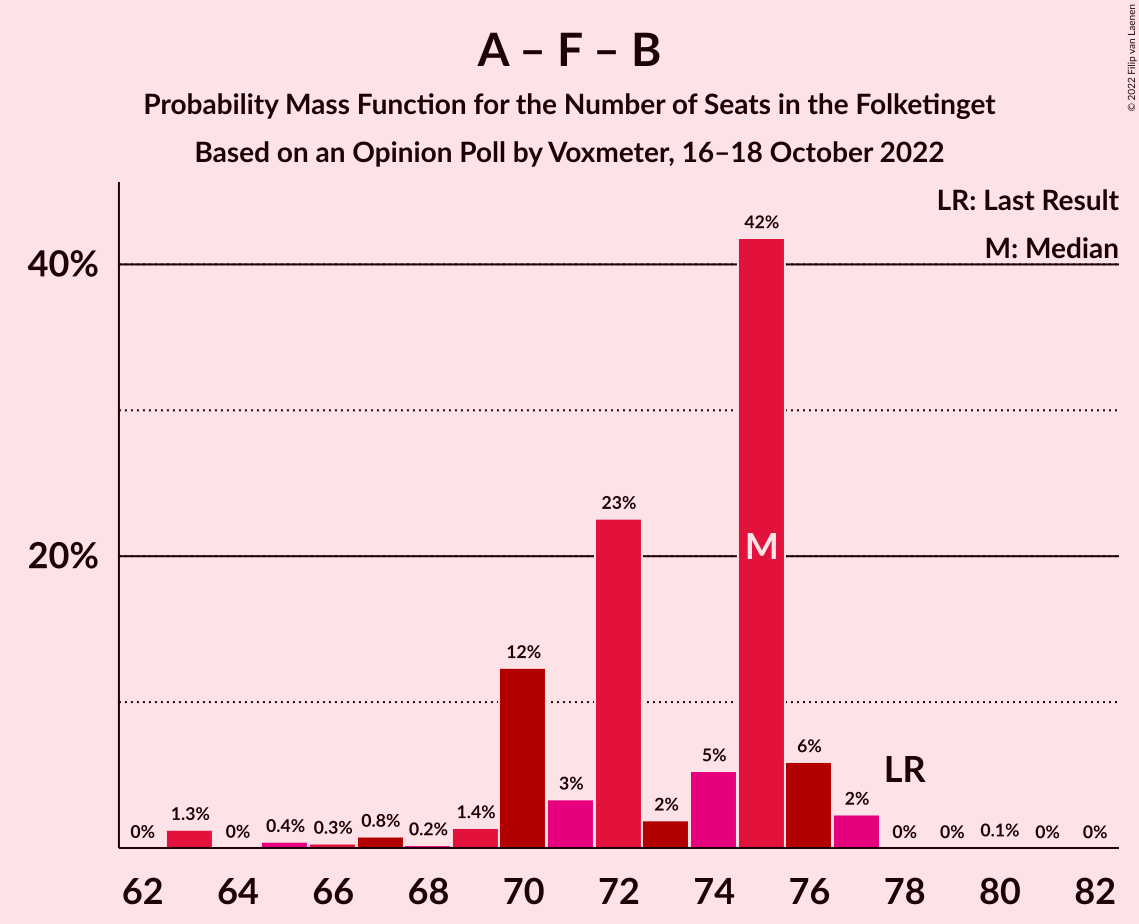 A – F – B
Probability Mass Function for the Number of Seats in the Folketinget
Based on an Opinion Poll by Voxmeter, 16–18 October 2022
© 2022 Filip van Laenen
LR: Last Result
M: Median
40%
20%
0%
1.3%
0%
0.4%
0.3%
0.8%
0.2%
1.4%
12%
3%
23%
2%
5%
42%
M
6%
2%
LR
0%
0%
0.1%
0%
0%
62 64 66 68 70 72 74 76 78 80 82